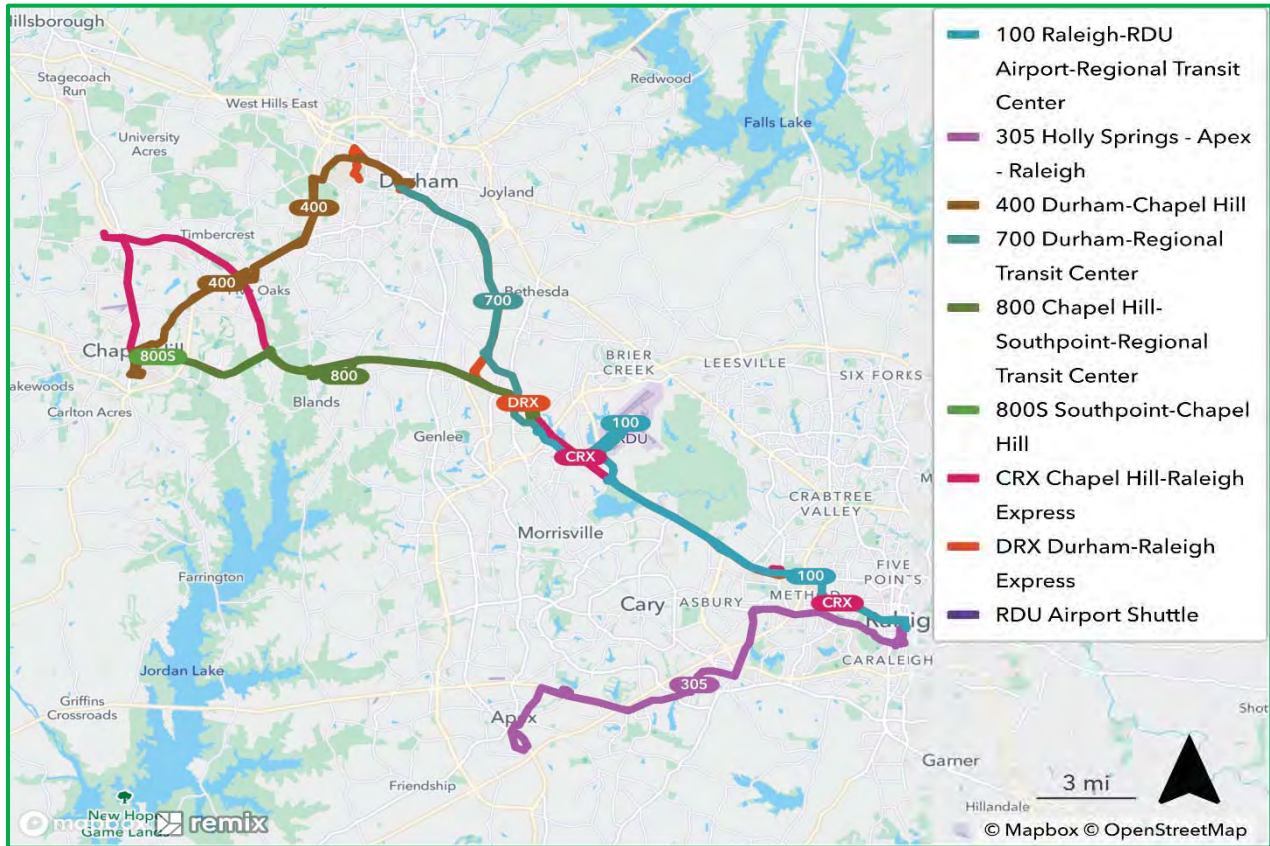 illsborough
Stagecoach
Run
West Hills East
University
Acres
Redwood
Falls Lake
Joyland
400
Timbercrest
400
Oaks
Bethesda
700
800S
Lakewoods
Carlton Acres
800
Blands
BRIER
CREEK
LEESVILLE
SIX FORKS
DRX
Genlee
100
RDU
CRX
CRABTREE
VALLEY
Morrisville
Farrington
FIVE
POINTS
100
Cary
ASBURY
METHOD
CRX
Raleig
CARALEIGH
Jordan Lake
305
Griffins
Crossroads
Apex
Friendship
Garner
Shot
Hillandale
New Hope
Game Lands
mapbox remix
3 mi
© Mapbox © OpenStreetMap
100 Raleigh-RDU
Airport-Regional Transit
Center
305 Holly Springs - Apex
- Raleigh
400 Durham-Chapel Hill
700 Durham-Regional
Transit Center
800 Chapel Hill-
Southpoint-Regional
Transit Center
800S Southpoint-Chapel
Hill
CRX Chapel Hill-Raleigh
Express
DRX Durham-Raleigh
Express
RDU Airport Shuttle